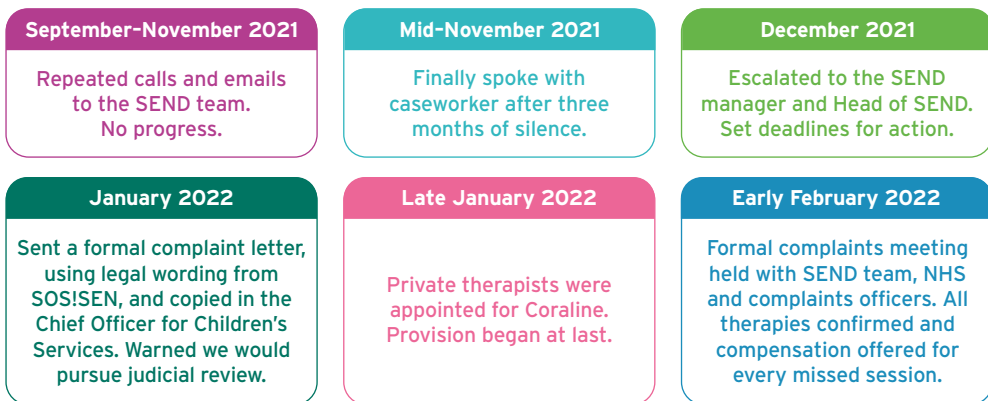 September–November 2021
Repeated calls and emails
to the SEND team.
No progress.
Mid-November 2021
Finally spoke with
caseworker after three
months of silence.
December 2021
Escalated to the SEND
manager and Head of SEND.
Set deadlines for action.
January 2022
Sent a formal complaint letter,
using legal wording from
SOS!SEN, and copied in the
Chief Officer for Children’s
Services. Warned we would
pursue judicial review.
Late January 2022
Private therapists were
appointed for Coraline.
Provision began at last.
Early February 2022
Formal complaints meeting
held with SEND team, NHS
and complaints officers. All
therapies confirmed and
compensation offered for
every missed session.